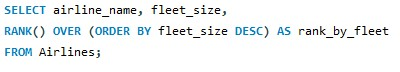 SELECT airline_name, fleet_size,
RANK() OVER (ORDER BY fleet_size DESC) AS rank_by_fleet
FROM Airlines;